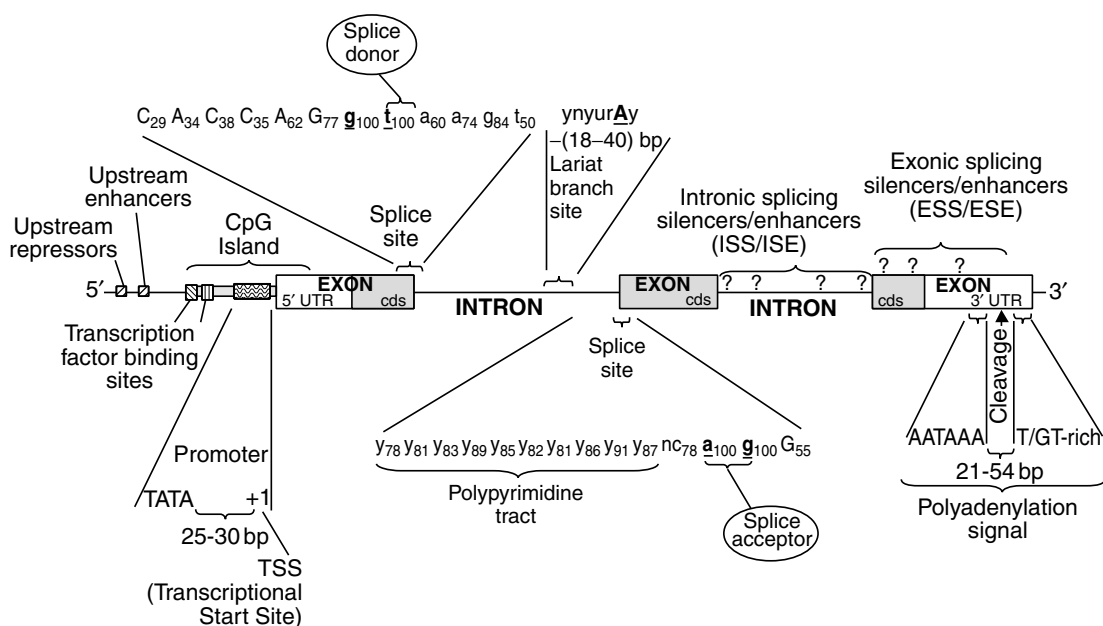 Splice
donor
C29 A34 C38 C35 A62 G77 g100 t100 a60 a74 g84 t50
ynyurAy
–(18–40) bp
Lariat
branch
site
Upstream
enhancers
Upstream
repressors
CpG
Island
Splice
site
Intronic splicing
silencers/enhancers
(ISS/ISE)
Exonic splicing
silencers/enhancers
(ESS/ESE)
? ? ? ? ? ? ?
5′
EXON
5′ UTR
cds
INTRON
EXON
cds
INTRON
cds
EXON
3′ UTR
3′
Transcription
factor binding
sites
Splice
site
Cleavage
Promoter
TATA +1
25-30 bp
TSS
(Transcriptional
Start Site)
y78 y81 y83 y89 y85 y82 y81 y86 y91 y87 nc78 a100 g100 G55
Polypyrimidine
tract
Splice
acceptor
AATAAA
T/GT-rich
21-54 bp
Polyadenylation
signal